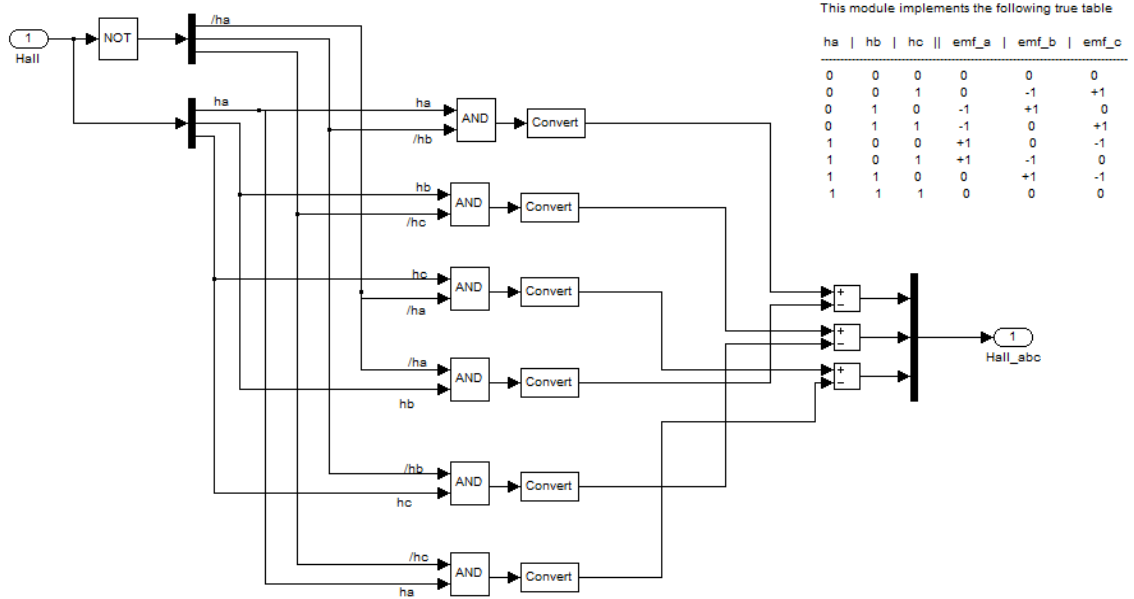 This module implements the following true table
ha | hb | hc || emf_a | emf_b | emf_c
--------------------------------------------------
0 0 0 0 0 0
0 0 1 0 -1 +1
0 1 0 -1 +1 0
0 1 1 -1 0 +1
1 0 0 +1 0 -1
1 0 1 +1 -1 0
1 1 0 0 +1 -1
1 1 1 0 0 0
1
Hall
NOT
/ha
ha
ha
/hb
AND
Convert
hb
/hc
AND
Convert
hc
/ha
AND
Convert
/ha
hb
AND
Convert
/hb
hc
AND
Convert
/hc
ha
AND
Convert
+
−
+
−
+
−
1
Hall_abc